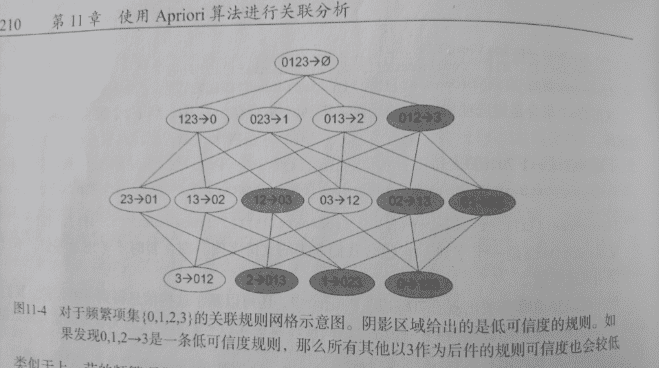 210 第11章 使用 Apriori 算法进行关联分析
0123→Ø
123→0 023→1 013→2 012→3
23→01 13→02 12→03 03→12 02→13
3→012 2→013 1→023
图11-4 对于频繁项集{0,1,2,3}的关联规则网格示意图。阴影区域给出的是低可信度的规则。如
果发现0,1,2→3是一条低可信度规则，那么所有其他以3作为后件的规则可信度也会较低